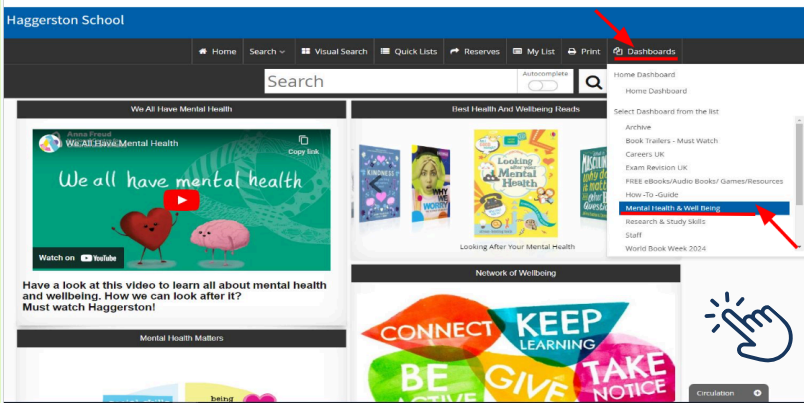 Haggerston School
Home Search Visual Search Quick Lists Reserves My List Print Dashboards
Search
Autocomplete
Home Dashboard
Home Dashboard
Select Dashboard from the list
Archive
Book Trailers - Must Watch
Careers UK
Exam Revision UK
FREE eBooks/Audio Books/ Games/Resources
How -To -Guide
Mental Health & Well Being
Research & Study Skills
Staff
World Book Week 2024
We All Have Mental Health
Anna Freud
We All Have Mental Health
Copy link
We all have mental health
Watch on YouTube
Have a look at this video to learn all about mental health
and wellbeing. How we can look after it?
Must watch Haggerston!
Mental Health Matters
being
Best Health And Wellbeing Reads
KINDNESS
WHY
WE
WORRY
Looking
after your
Mental
Health
Looking After Your Mental Health
Network of Wellbeing
CONNECT
KEEP
LEARNING
BE
ACTIVE
GIVE
TAKE
NOTICE
Circulation